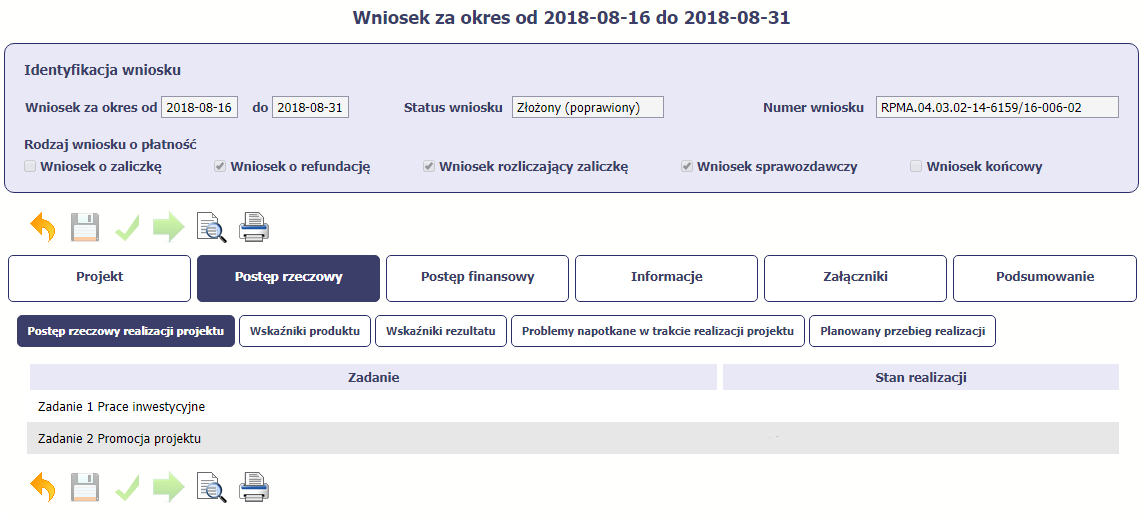 Wniosek za okres od 2018-08-16 do 2018-08-31
Identyfikacja wniosku
Wniosek za okres od 2018-08-16 do 2018-08-31 Status wniosku Złożony (poprawiony) Numer wniosku RPMA.04.03.02-14-6159/16-006-02
Rodzaj wniosku o płatność
Wniosek o zaliczkę Wniosek o refundację Wniosek rozliczający zaliczkę Wniosek sprawozdawczy Wniosek końcowy
Projekt Postęp rzeczowy Postęp finansowy Informacje Załączniki Podsumowanie
Postęp rzeczowy realizacji projektu Wskaźniki produktu Wskaźniki rezultatu Problemy napotkane w trakcie realizacji projektu Planowany przebieg realizacji
Zadanie Stan realizacji
Zadanie 1 Prace inwestycyjne
Zadanie 2 Promocja projektu